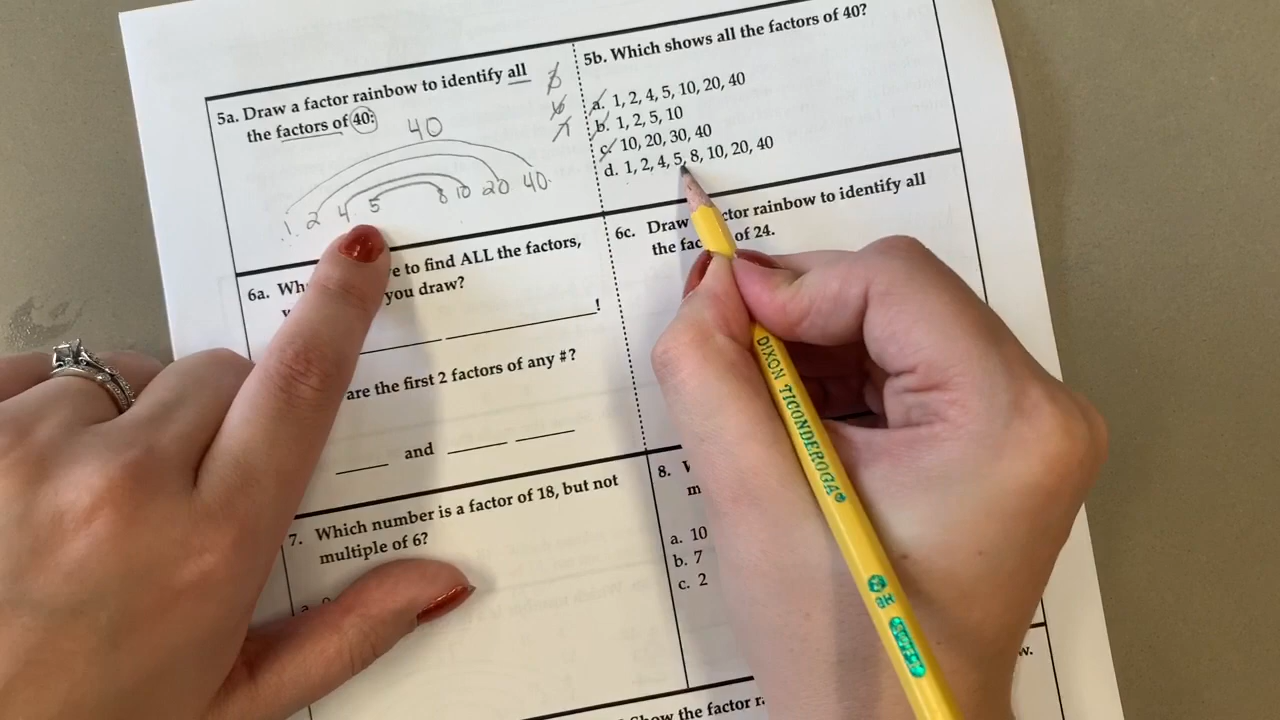 5a. Draw a factor rainbow to identify all
the factors of 40:
40
1 2 4 5 8 10 20 40
5b. Which shows all the factors of 40?
a. 1, 2, 4, 5, 10, 20, 40
b. 1, 2, 5, 10
c. 10, 20, 30, 40
d. 1, 2, 4, 5, 8, 10, 20, 40
6a.
to find ALL the factors,
you draw?
!
are the first 2 factors of any #?
and
6c. Draw
rainbow to identify all
the
of 24.
7. Which number is a factor of 18, but not
multiple of 6?
8.
a. 10
b. 7
c. 2
the factor
DIXON TICONDEROGA®